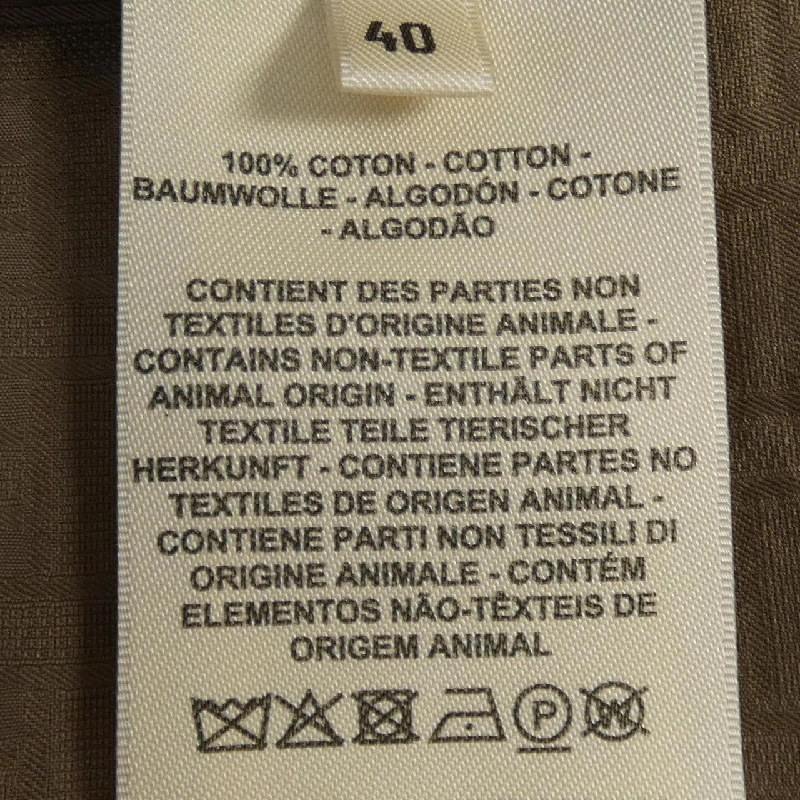 40
100% COTON - COTTON -
BAUMWOLLE - ALGODÓN - COTONE
- ALGODÃO
CONTIENT DES PARTIES NON
TEXTILES D'ORIGINE ANIMALE -
CONTAINS NON-TEXTILE PARTS OF
ANIMAL ORIGIN - ENTHÄLT NICHT
TEXTILE TEILE TIERISCHER
HERKUNFT - CONTIENE PARTES NO
TEXTILES DE ORIGEN ANIMAL -
CONTIENE PARTI NON TESSILI DI
ORIGINE ANIMALE - CONTÉM
ELEMENTOS NÃO-TÊXTEIS DE
ORIGEM ANIMAL
P W